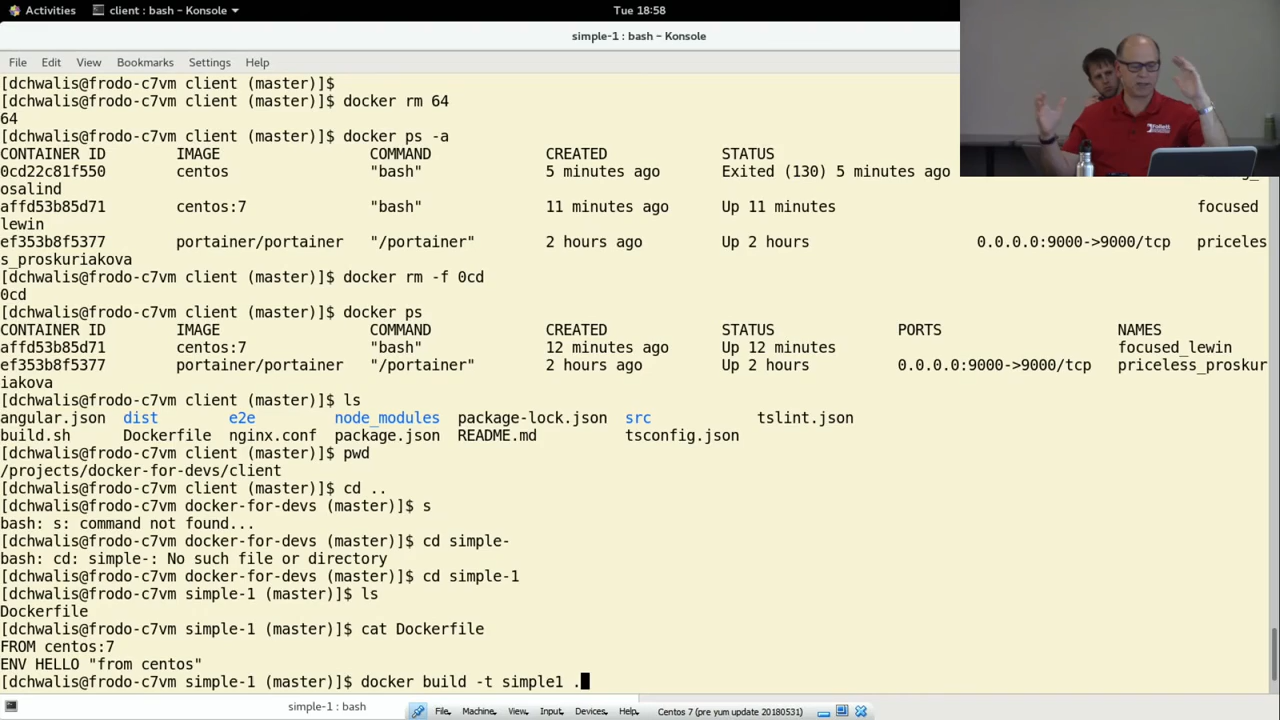 Activities client : bash – Konsole Tue 18:58
simple-1 : bash – Konsole
File Edit View Bookmarks Settings Help
[dchwalis@frodo-c7vm client (master)]$
[dchwalis@frodo-c7vm client (master)]$ docker rm 64
64
[dchwalis@frodo-c7vm client (master)]$ docker ps -a
CONTAINER ID IMAGE COMMAND CREATED STATUS
0cd22c81f550 centos "bash" 5 minutes ago Exited (130) 5 minutes ago
osalind
affd53b85d71 centos:7 "bash" 11 minutes ago Up 11 minutes focused_
lewin
ef353b8f5377 portainer/portainer "/portainer" 2 hours ago Up 2 hours 0.0.0.0:9000->9000/tcp priceles
s_proskuriakova
[dchwalis@frodo-c7vm client (master)]$ docker rm -f 0cd
0cd
[dchwalis@frodo-c7vm client (master)]$ docker ps
CONTAINER ID IMAGE COMMAND CREATED STATUS PORTS NAMES
affd53b85d71 centos:7 "bash" 12 minutes ago Up 12 minutes focused_lewin
ef353b8f5377 portainer/portainer "/portainer" 2 hours ago Up 2 hours 0.0.0.0:9000->9000/tcp priceless_proskur
iakova
[dchwalis@frodo-c7vm client (master)]$ ls
angular.json dist e2e node_modules package-lock.json src tslint.json
build.sh Dockerfile nginx.conf package.json README.md tsconfig.json
[dchwalis@frodo-c7vm client (master)]$ pwd
/projects/docker-for-devs/client
[dchwalis@frodo-c7vm client (master)]$ cd ..
[dchwalis@frodo-c7vm docker-for-devs (master)]$ s
bash: s: command not found...
[dchwalis@frodo-c7vm docker-for-devs (master)]$ cd simple-
bash: cd: simple-: No such file or directory
[dchwalis@frodo-c7vm docker-for-devs (master)]$ cd simple-1
[dchwalis@frodo-c7vm simple-1 (master)]$ ls
Dockerfile
[dchwalis@frodo-c7vm simple-1 (master)]$ cat Dockerfile
FROM centos:7
ENV HELLO "from centos"
[dchwalis@frodo-c7vm simple-1 (master)]$ docker build -t simple1 .
simple-1 : bash
File Machine View Input Devices Help Centos 7 (pre yum update 20180531)
Follett